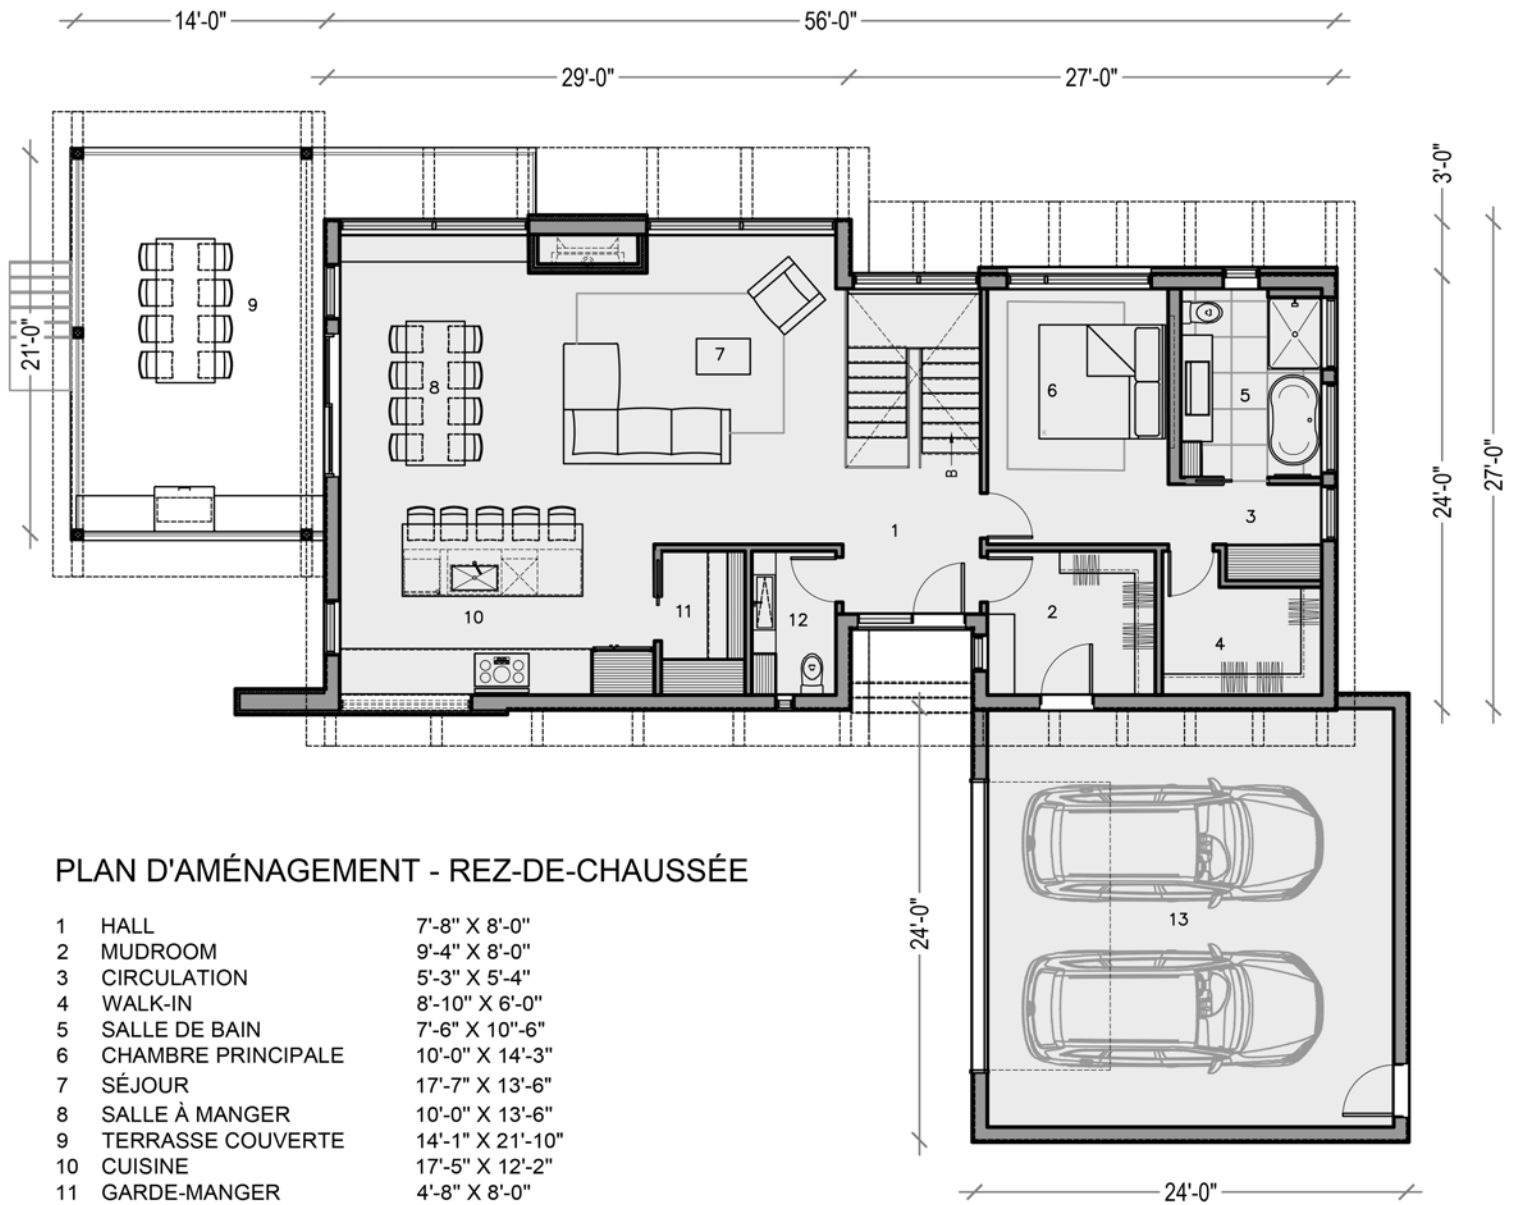 14'-0" 56'-0"
29'-0" 27'-0"
3'-0"
21'-0"
24'-0"
27'-0"
9
7
8
6
5
B
1
3
11
12
2
10
4
24'-0"
13
24'-0"
PLAN D'AMÉNAGEMENT - REZ-DE-CHAUSSÉE
1 HALL 7'-8" X 8'-0"
2 MUDROOM 9'-4" X 8'-0"
3 CIRCULATION 5'-3" X 5'-4"
4 WALK-IN 8'-10" X 6'-0"
5 SALLE DE BAIN 7'-6" X 10"-6"
6 CHAMBRE PRINCIPALE 10'-0" X 14'-3"
7 SÉJOUR 17'-7" X 13'-6"
8 SALLE À MANGER 10'-0" X 13'-6"
9 TERRASSE COUVERTE 14'-1" X 21'-10"
10 CUISINE 17'-5" X 12'-2"
11 GARDE-MANGER 4'-8" X 8'-0"